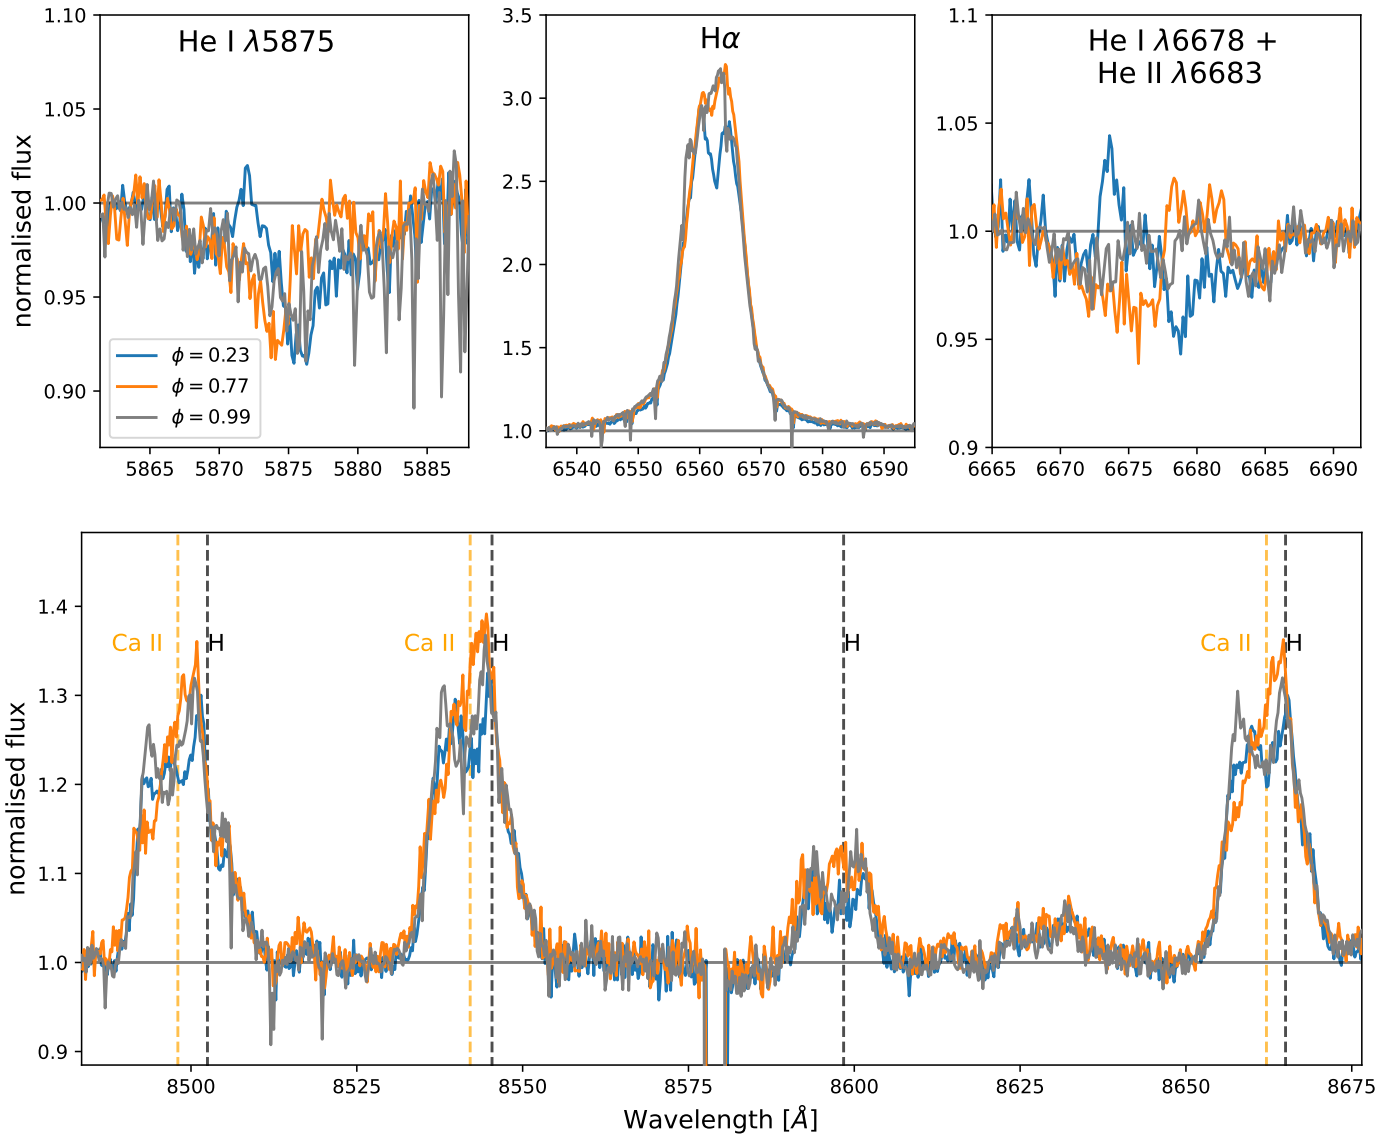 He I λ5875
Hα
He I λ6678 +
He II λ6683
normalised flux
1.10
1.05
1.00
0.95
0.90
ϕ = 0.23
ϕ = 0.77
ϕ = 0.99
5865 5870 5875 5880 5885
3.5
3.0
2.5
2.0
1.5
1.0
6540 6550 6560 6570 6580 6590
1.1
1.05
1.0
0.95
0.9
6665 6670 6675 6680 6685 6690
normalised flux
1.4
1.3
1.2
1.1
1.0
0.9
Ca II H Ca II H H Ca II H
8500 8525 8550 8575 8600 8625 8650 8675
Wavelength [Å]